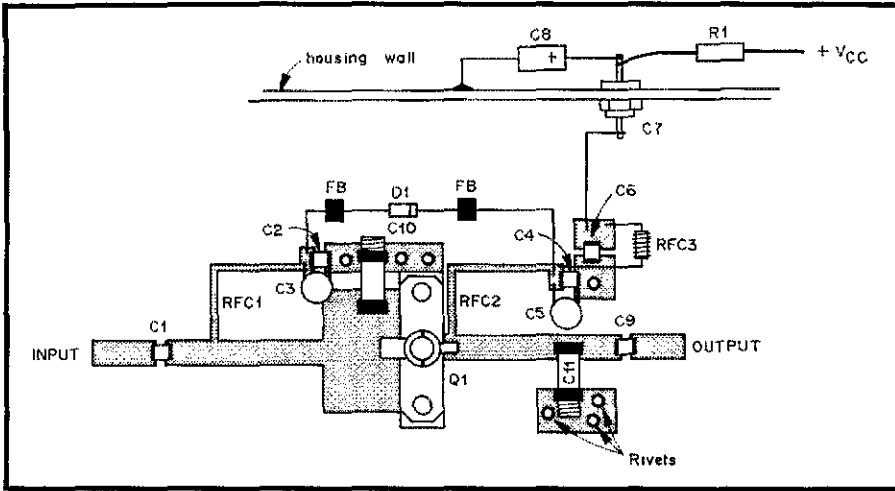 C8
R1
+ VCC
housing wall
C7
FB
D1
FB
C6
C2
C10
C4
RFC3
C3
RFC1
RFC2
C5
C1
C9
INPUT
OUTPUT
C11
Q1
Rivets
+